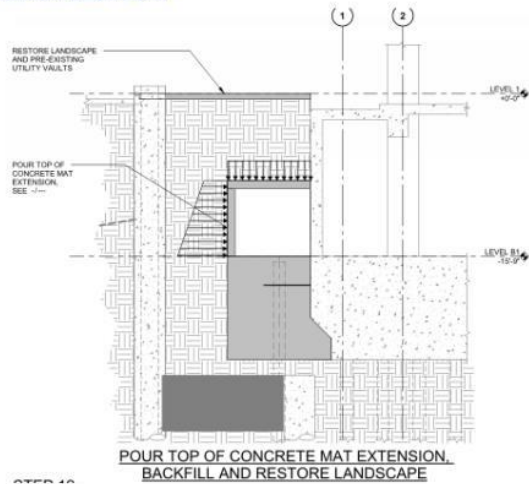 1 2
RESTORE LANDSCAPE
AND PRE-EXISTING
UTILITY VAULTS
LEVEL 1
+0'-0"
POUR TOP OF
CONCRETE MAT
EXTENSION,
SEE -/---
LEVEL B1
-15'-9"
POUR TOP OF CONCRETE MAT EXTENSION,
BACKFILL AND RESTORE LANDSCAPE